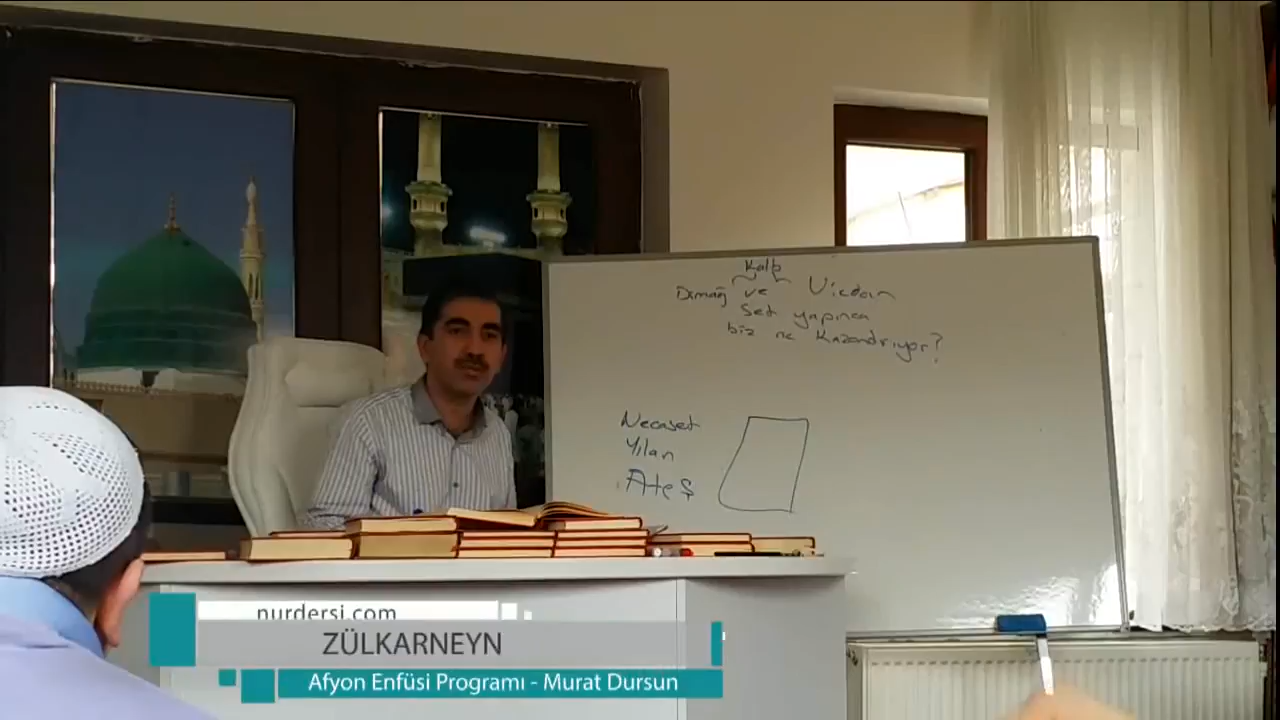 Kalb
Dımağ ve Vicdan
Set yapınca
biz ne Kazandırıyor?
Necaset
Yılan
Ateş
nurdersi.com
ZÜLKARNEYN
Afyon Enfüsi Programı - Murat Dursun